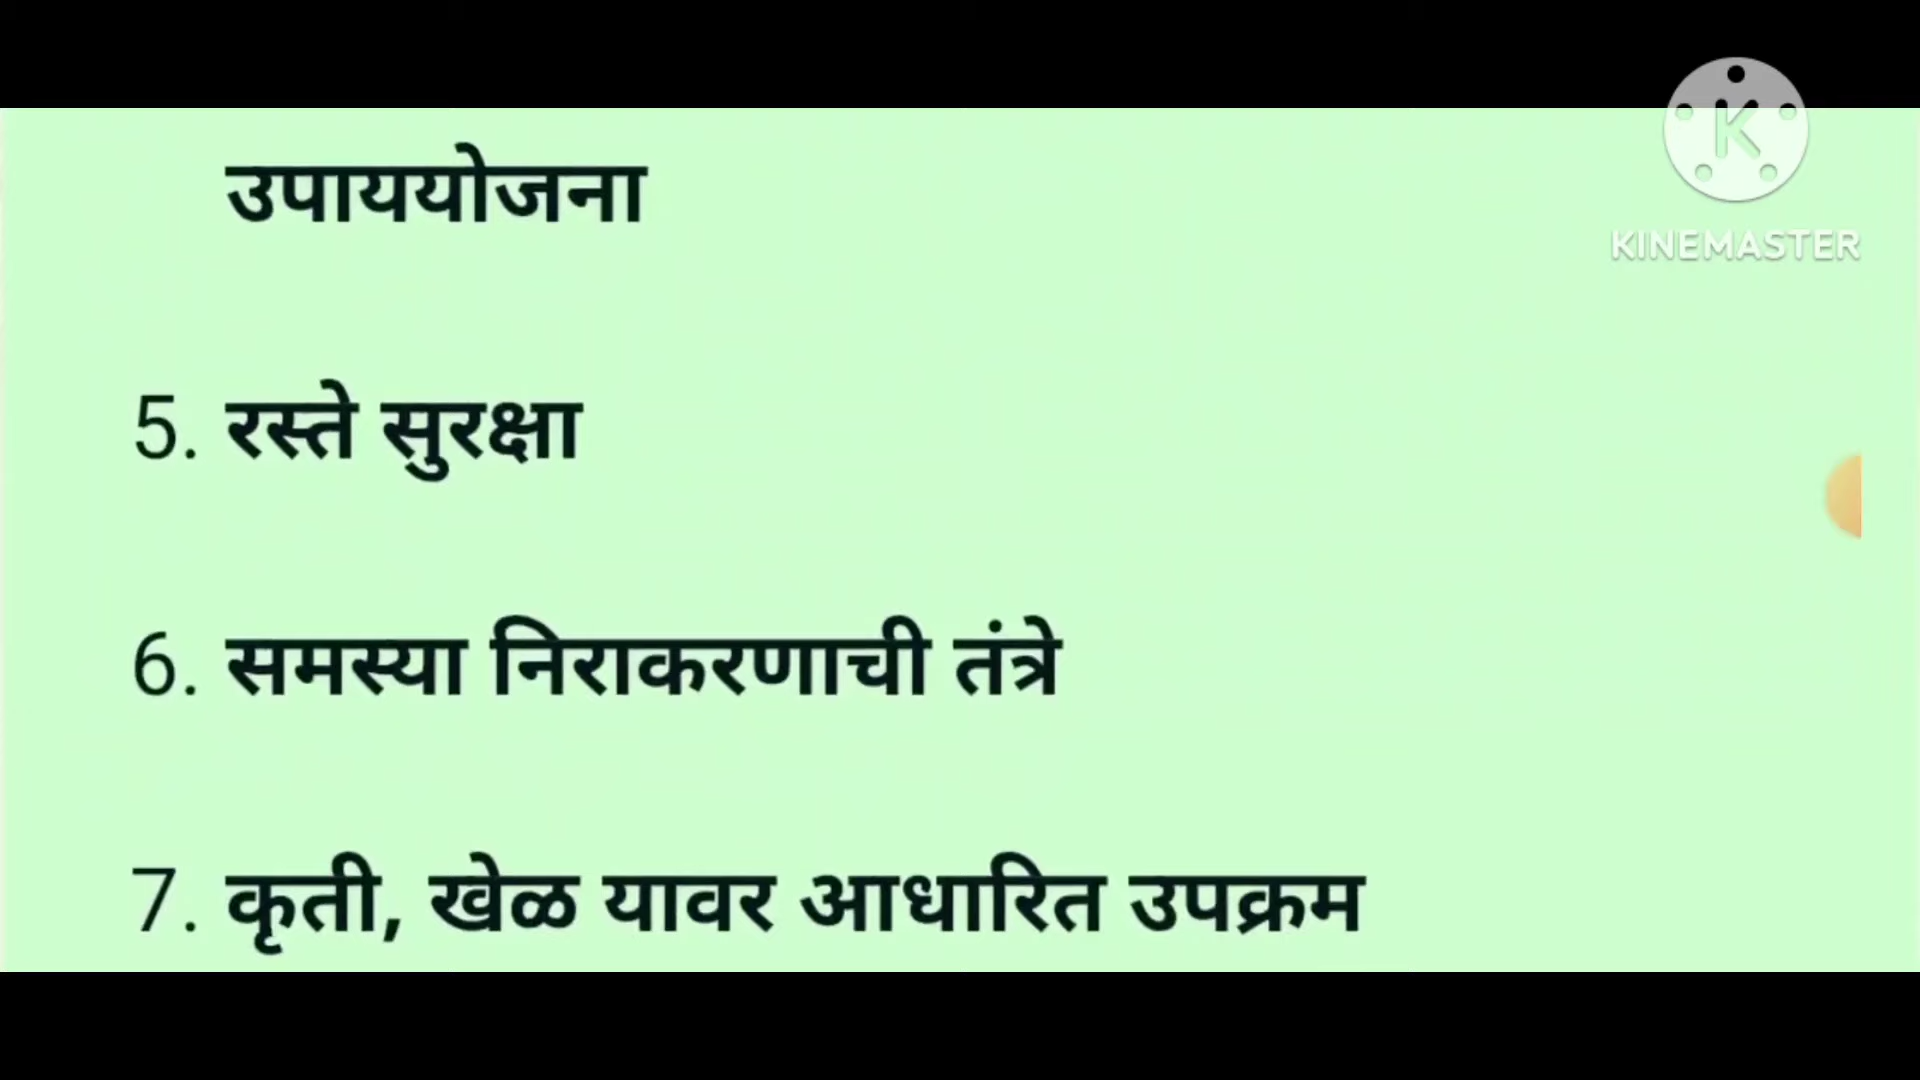 उपाययोजना
5. रस्ते सुरक्षा
6. समस्या निराकरणाची तंत्रे
7. कृती, खेळ यावर आधारित उपक्रम
K
KINEMASTER